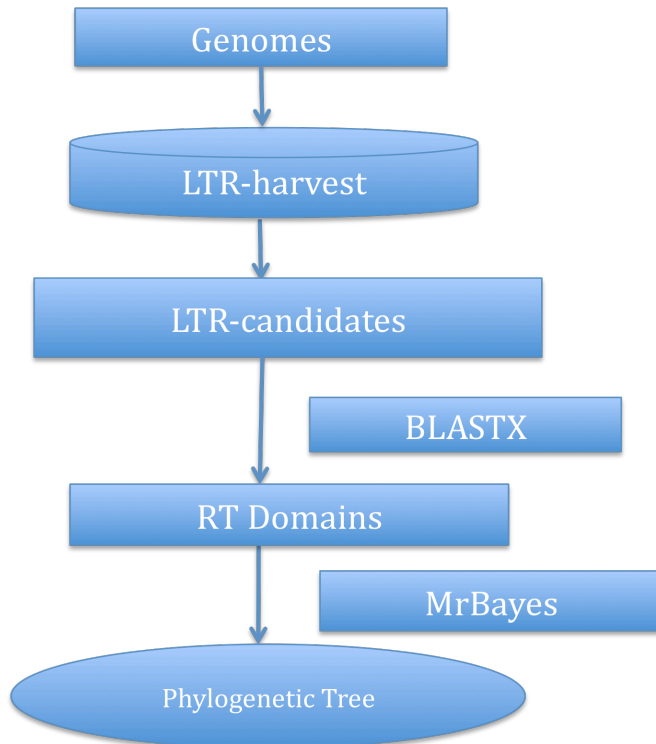 Genomes
LTR-harvest
LTR-candidates
BLASTX
RT Domains
MrBayes
Phylogenetic Tree